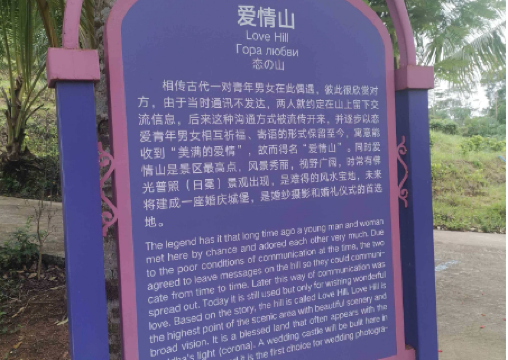 爱情山
Love Hill
Гора любви
恋の山
相传古代一对青年男女在此偶遇，彼此很欣赏对
方，由于当时通讯不发达，两人就约定在山上留下交
流信息，后来这种沟通方式被流传开来，并逐步以恋
爱青年男女相互祈福、寄语的形式保留至今，寓意能
收到“美满的爱情”，故而得名“爱情山”。同时爱
情山是景区最高点，风景秀丽，视野广阔，时常有佛
光普照（日冕）景观出现，是难得的风水宝地，未来
将建成一座婚庆城堡，是婚纱摄影和婚礼仪式的首选
地。
The legend has it that long time ago a young man and woman
met here by chance and adored each other very much. Due
to the poor conditions of communication at the time, the two
agreed to leave messages on the hill so they could communi-
cate from time to time. Later this way of communication was
spread out. Today it is still used but only for wishing wonderful
love. Based on the story, the hill is called Love Hill. Love Hill is
the highest point of the scenic area with beautiful scenery and
broad vision. It is a blessed land that often appears with the
light (corona). A wedding castle will be built here in
it is the first choice for wedding photogra-